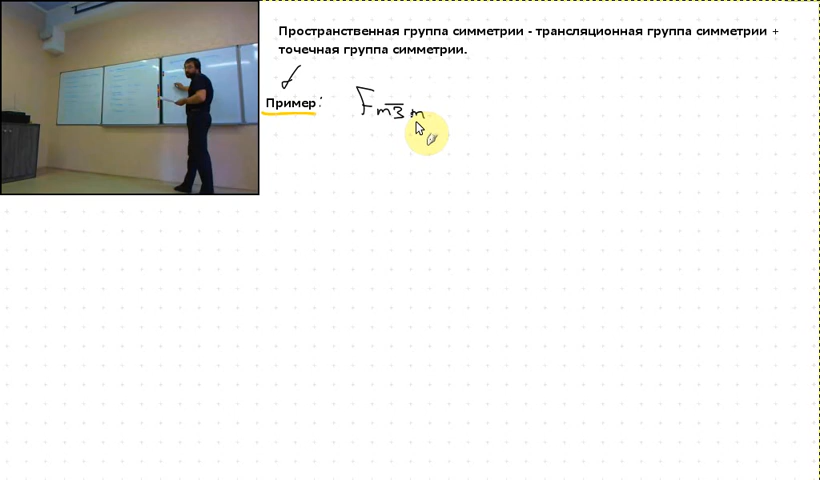 Пространственная группа симметрии - трансляционная группа симметрии +
точечная группа симметрии.
Пример: Fm3̅m